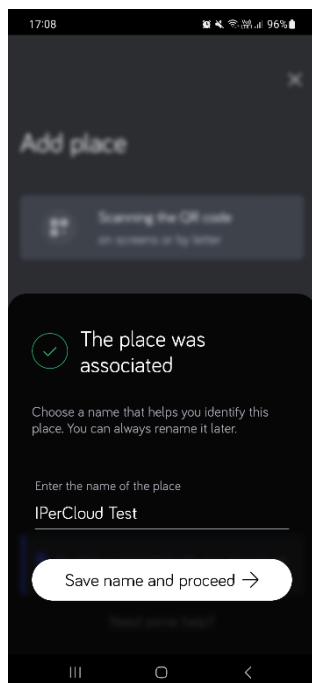 17:08 96%
Add place
Scanning the QR code
on screens or by letter
The place was
associated
Choose a name that helps you identify this
place. You can always rename it later.
Enter the name of the place
IPerCloud Test
Save name and proceed →
Need some help?